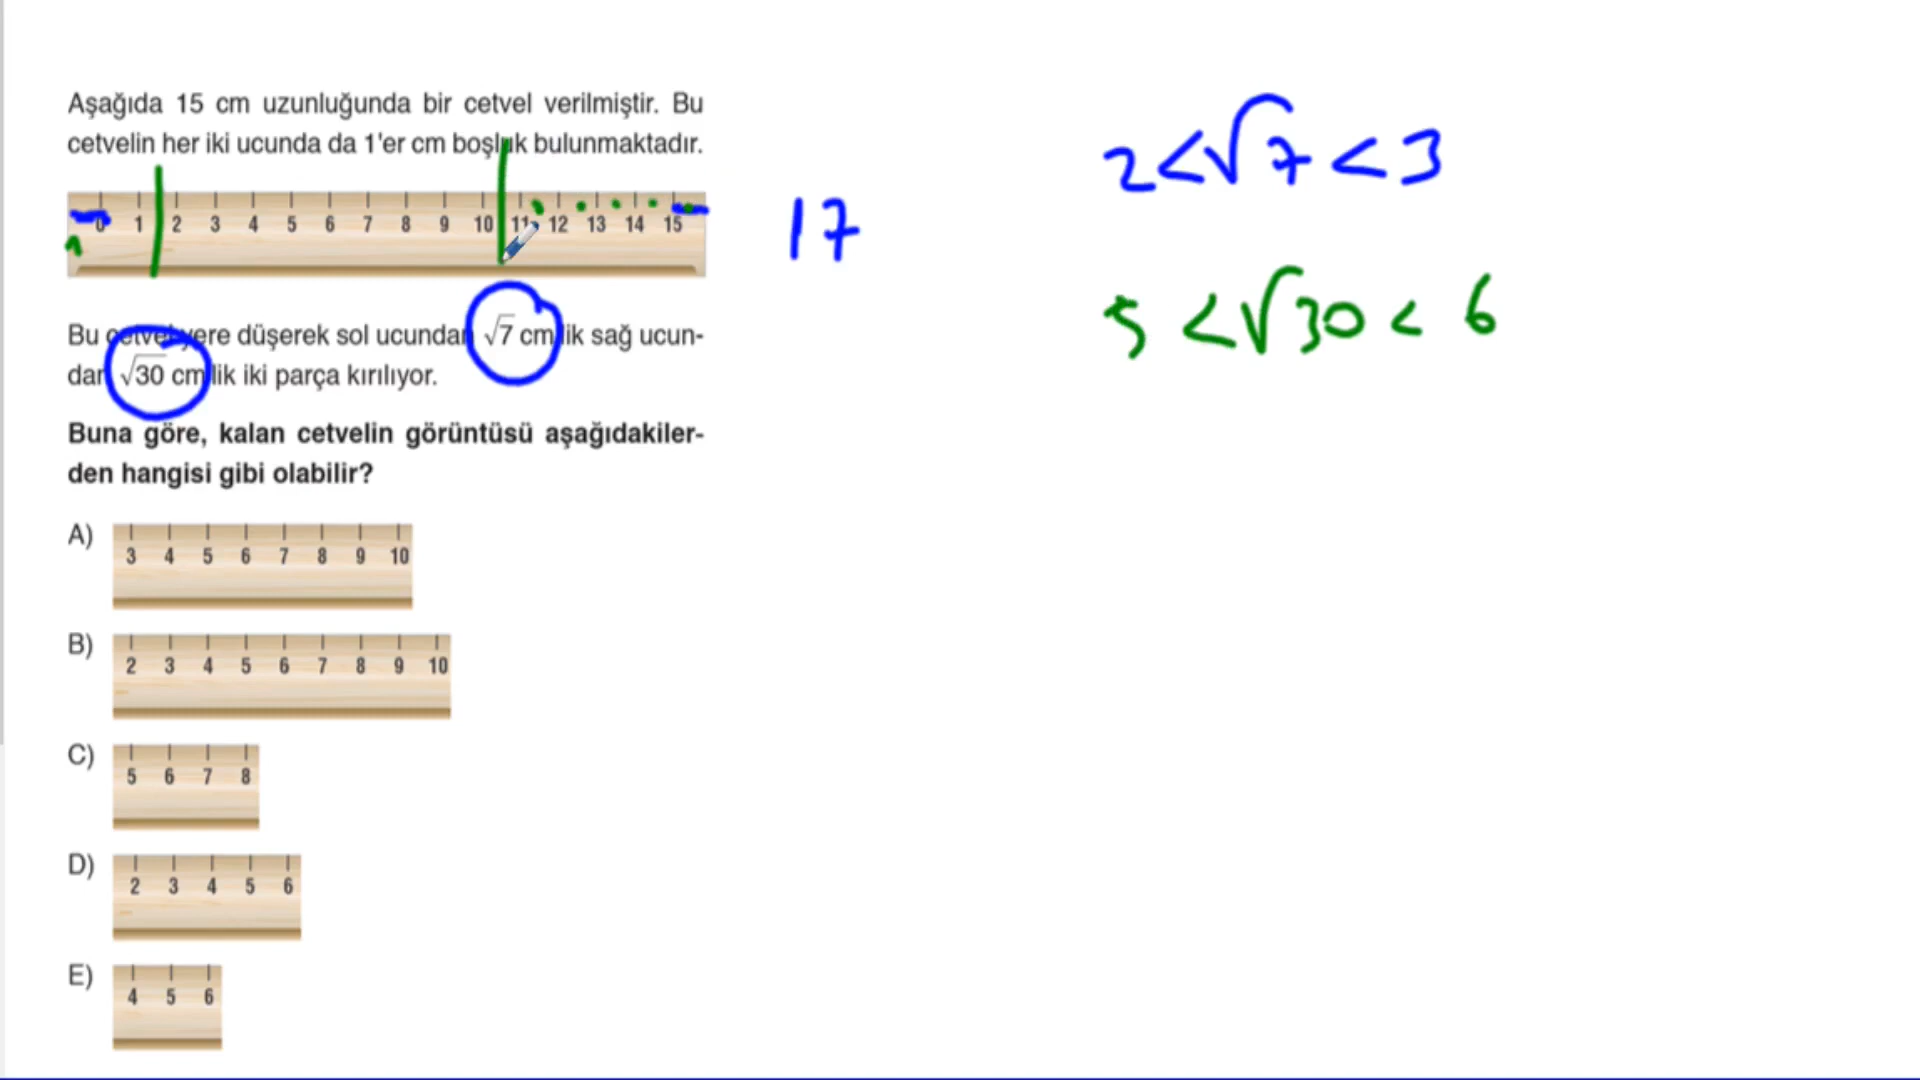 Aşağıda 15 cm uzunluğunda bir cetvel verilmiştir. Bu
cetvelin her iki ucunda da 1'er cm boşluk bulunmaktadır.
0 1 2 3 4 5 6 7 8 9 10 11 12 13 14 15
1
17
2 < √7 < 3
5 < √30 < 6
Bu cetvel yere düşerek sol ucundan √7 cm lik sağ ucun-
dan √30 cm lik iki parça kırılıyor.
Buna göre, kalan cetvelin görüntüsü aşağıdakiler-
den hangisi gibi olabilir?
A) 3 4 5 6 7 8 9 10
B) 2 3 4 5 6 7 8 9 10
C) 5 6 7 8
D) 2 3 4 5 6
E) 4 5 6